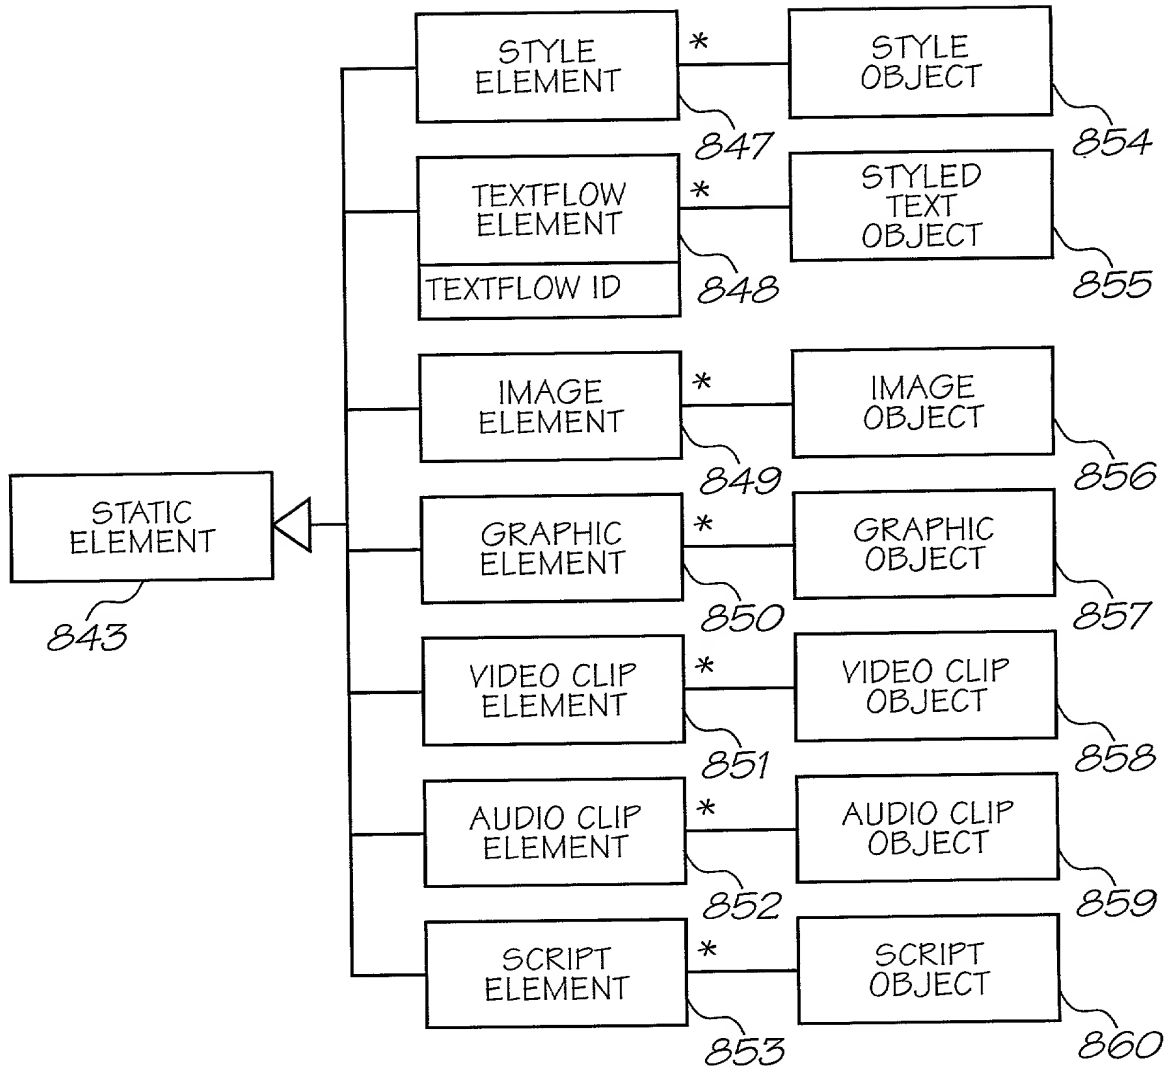 STYLE
ELEMENT
*
STYLE
OBJECT
847
854
TEXTFLOW
ELEMENT
*
STYLED
TEXT
OBJECT
TEXTFLOW ID
848
855
IMAGE
ELEMENT
*
IMAGE
OBJECT
849
856
STATIC
ELEMENT
843
GRAPHIC
ELEMENT
*
GRAPHIC
OBJECT
850
857
VIDEO CLIP
ELEMENT
*
VIDEO CLIP
OBJECT
851
858
AUDIO CLIP
ELEMENT
*
AUDIO CLIP
OBJECT
852
859
SCRIPT
ELEMENT
*
SCRIPT
OBJECT
853
860